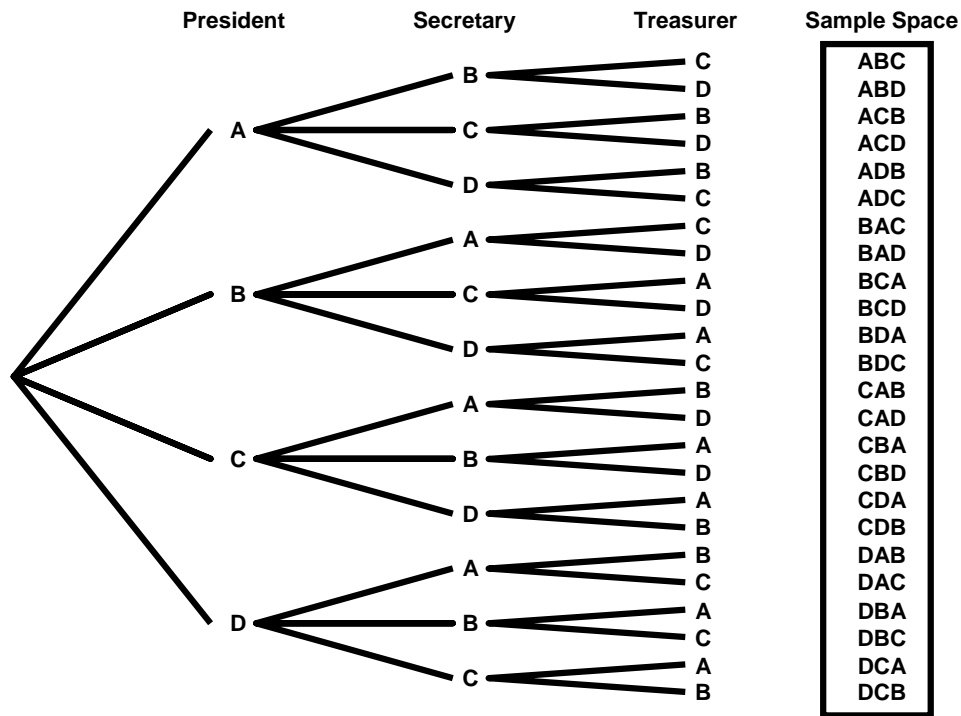 President Secretary Treasurer Sample Space
C ABC
B
D ABD
B ACB
A C
D ACD
B ADB
D
C ADC
C BAC
A
D BAD
A BCA
B C
D BCD
A BDA
D
C BDC
B CAB
A
D CAD
A CBA
C B
D CBD
A CDA
D
B CDB
B DAB
A
C DAC
A DBA
D B
C DBC
A DCA
C
B DCB